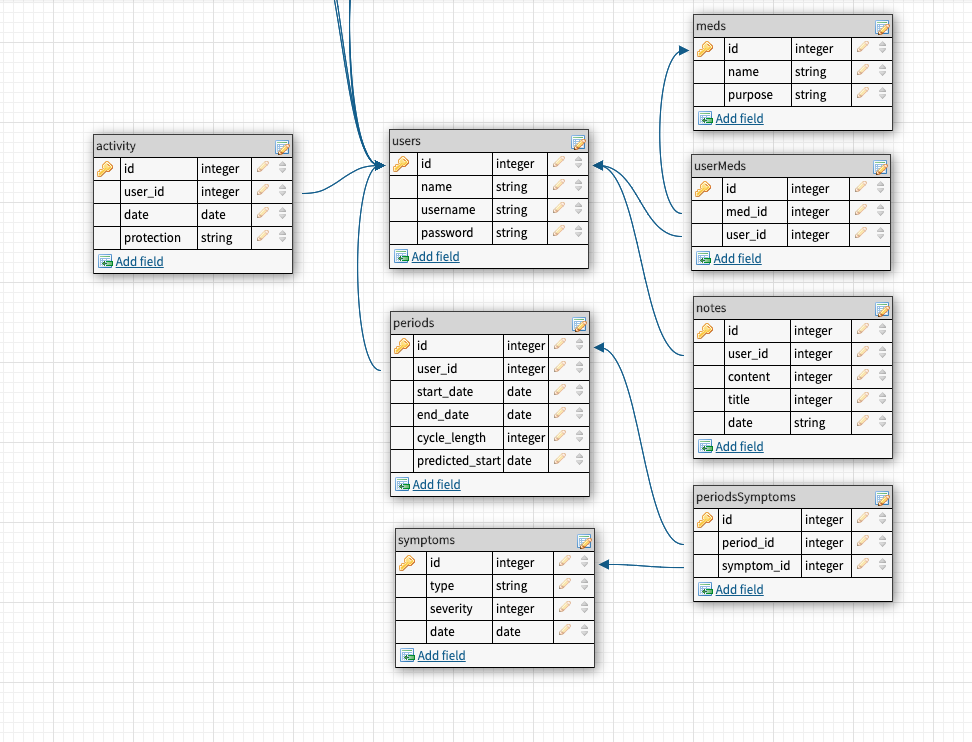 meds
id integer
name string
purpose string
Add field
activity
id integer
user_id integer
date date
protection string
Add field
users
id integer
name string
username string
password string
Add field
userMeds
id integer
med_id integer
user_id integer
Add field
periods
id integer
user_id integer
start_date date
end_date date
cycle_length integer
predicted_start date
Add field
notes
id integer
user_id integer
content integer
title integer
date string
Add field
symptoms
id integer
type string
severity integer
date date
Add field
periodsSymptoms
id integer
period_id integer
symptom_id integer
Add field